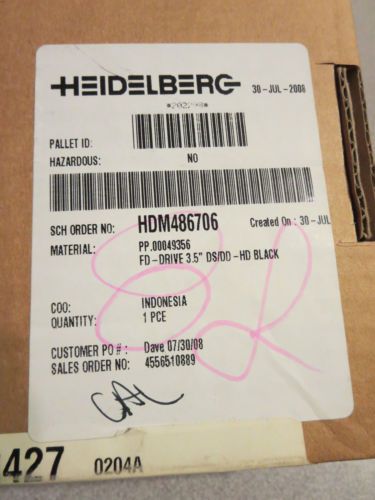 HEIDELBERG 30-JUL-2008
PALLET ID:
HAZARDOUS: NO
SCH ORDER NO: HDM486706 Created On : 30-JUL
MATERIAL: PP.00049356
FD-DRIVE 3.5" DS/DD-HD BLACK
COO: INDONESIA
QUANTITY: 1 PCE
CUSTOMER PO # : Dave 07/30/08
SALES ORDER NO: 4556510889
427 0204A